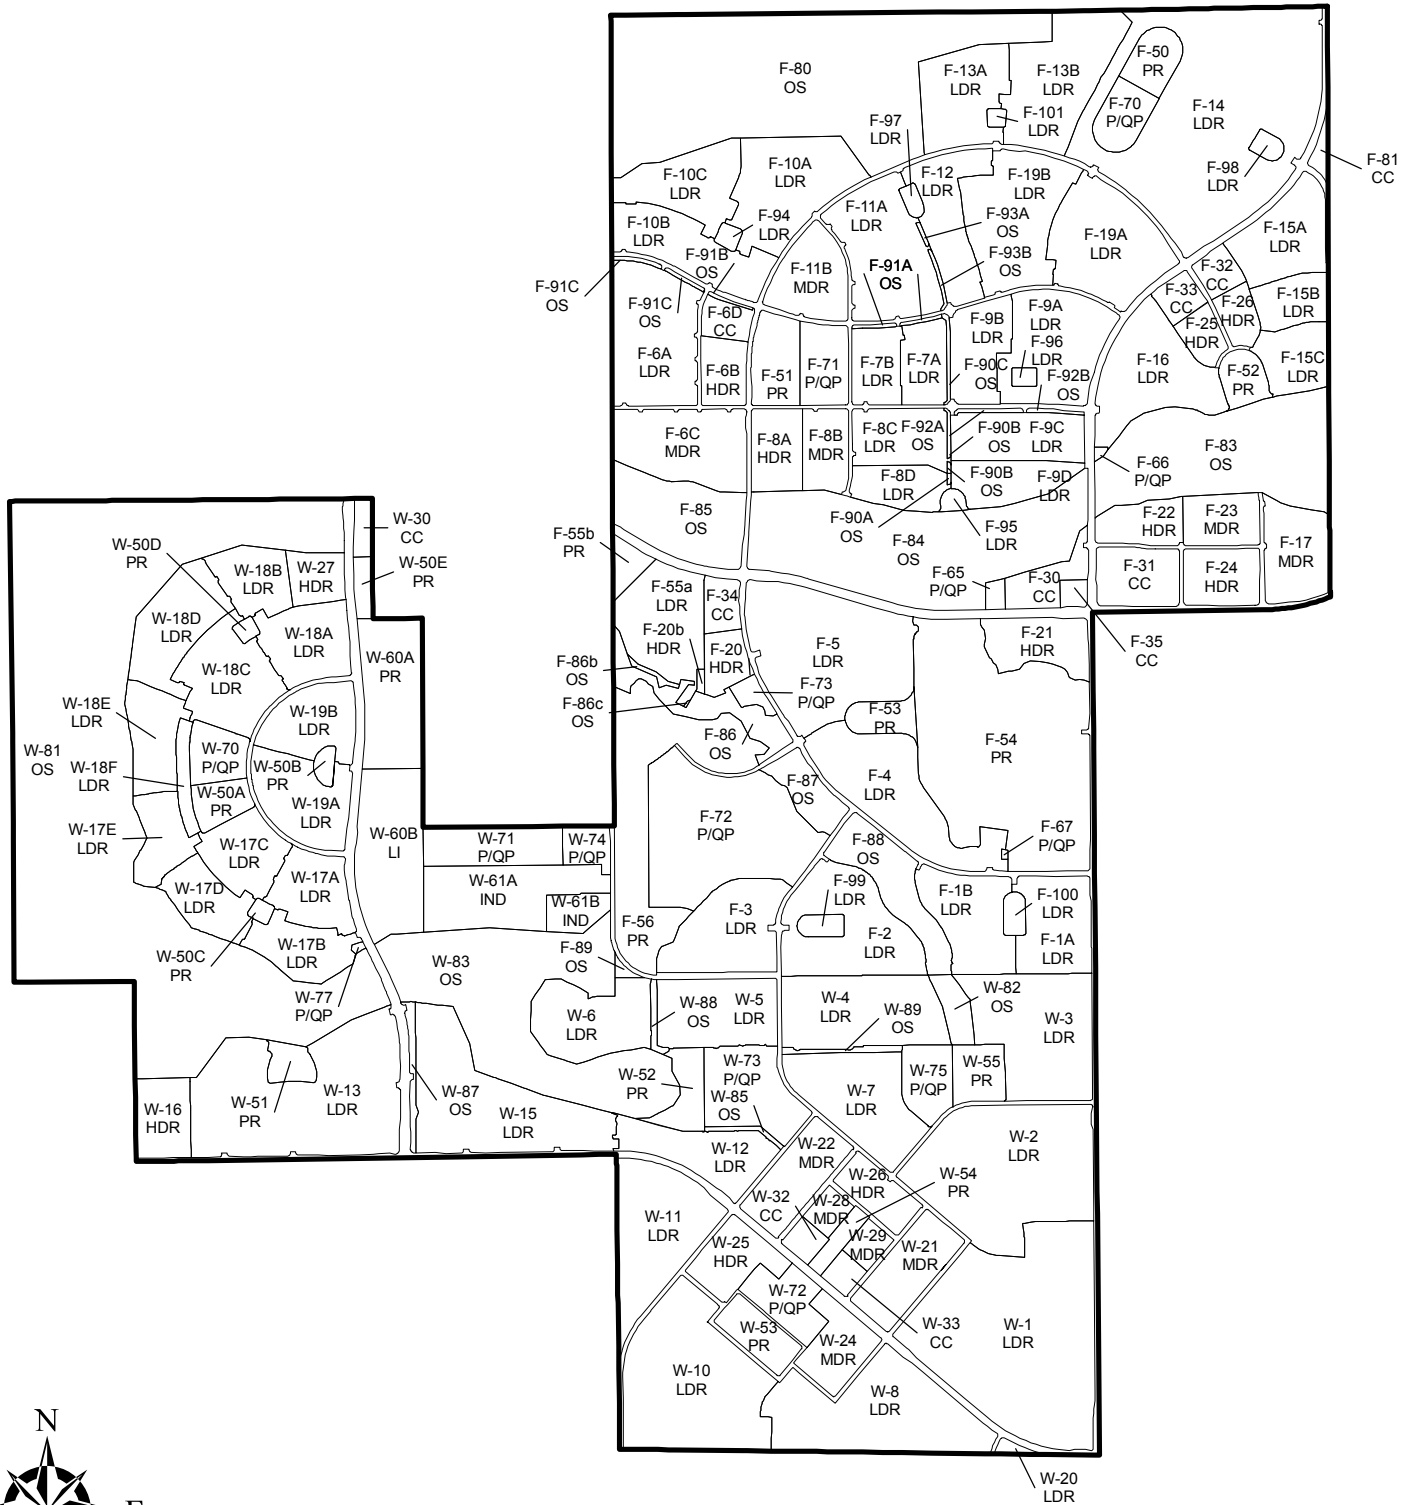 F-80
OS
F-13A
LDR
F-13B
LDR
F-50
PR
F-70
P/QP
F-14
LDR
F-101
LDR
F-97
LDR
F-98
LDR
F-81
CC
F-10C
LDR
F-10A
LDR
F-12
LDR
F-19B
LDR
F-10B
LDR
F-94
LDR
F-11A
LDR
F-93A
OS
F-19A
LDR
F-15A
LDR
F-91B
OS
F-11B
MDR
F-91A
OS
F-93B
OS
F-32
CC
F-91C
OS
F-91C
OS
F-6D
CC
F-33
CC
F-26
HDR
F-15B
LDR
F-9B
LDR
F-9A
LDR
F-25
HDR
F-6A
LDR
F-6B
HDR
F-51
PR
F-71
P/QP
F-7B
LDR
F-7A
LDR
F-90C
OS
F-96
LDR
F-92B
OS
F-16
LDR
F-52
PR
F-15C
LDR
F-6C
MDR
F-8A
HDR
F-8B
MDR
F-8C
LDR
F-92A
OS
F-90B
OS
F-9C
LDR
F-66
P/QP
F-83
OS
F-8D
LDR
F-90B
OS
F-9D
LDR
F-85
OS
F-90A
OS
F-95
LDR
F-22
HDR
F-23
MDR
F-17
MDR
F-55b
PR
F-84
OS
F-31
CC
F-24
HDR
F-65
P/QP
F-30
CC
F-35
CC
F-55a
LDR
F-34
CC
F-20b
HDR
F-20
HDR
F-5
LDR
F-21
HDR
F-86b
OS
F-86c
OS
F-73
P/QP
F-53
PR
F-86
OS
F-54
PR
F-87
OS
F-4
LDR
F-72
P/QP
F-88
OS
F-67
P/QP
F-99
LDR
F-1B
LDR
F-100
LDR
F-3
LDR
F-2
LDR
F-1A
LDR
F-56
PR
F-89
OS
W-30
CC
W-50D
PR
W-50E
PR
W-18B
LDR
W-27
HDR
W-18D
LDR
W-18A
LDR
W-60A
PR
W-18C
LDR
W-18E
LDR
W-19B
LDR
W-81
OS
W-70
P/QP
W-50B
PR
W-18F
LDR
W-50A
PR
W-19A
LDR
W-17E
LDR
W-60B
LI
W-17C
LDR
W-71
P/QP
W-74
P/QP
W-17A
LDR
W-61A
IND
W-17D
LDR
W-61B
IND
W-17B
LDR
W-50C
PR
W-77
P/QP
W-83
OS
W-6
LDR
W-88
OS
W-5
LDR
W-4
LDR
W-89
OS
W-82
OS
W-3
LDR
W-73
P/QP
W-52
PR
W-85
OS
W-7
LDR
W-75
P/QP
W-55
PR
W-16
HDR
W-51
PR
W-13
LDR
W-87
OS
W-15
LDR
W-12
LDR
W-22
MDR
W-2
LDR
W-26
HDR
W-54
PR
W-32
CC
W-28
MDR
W-11
LDR
W-29
MDR
W-21
MDR
W-25
HDR
W-72
P/QP
W-33
CC
W-1
LDR
W-53
PR
W-24
MDR
W-10
LDR
W-8
LDR
W-20
LDR
N